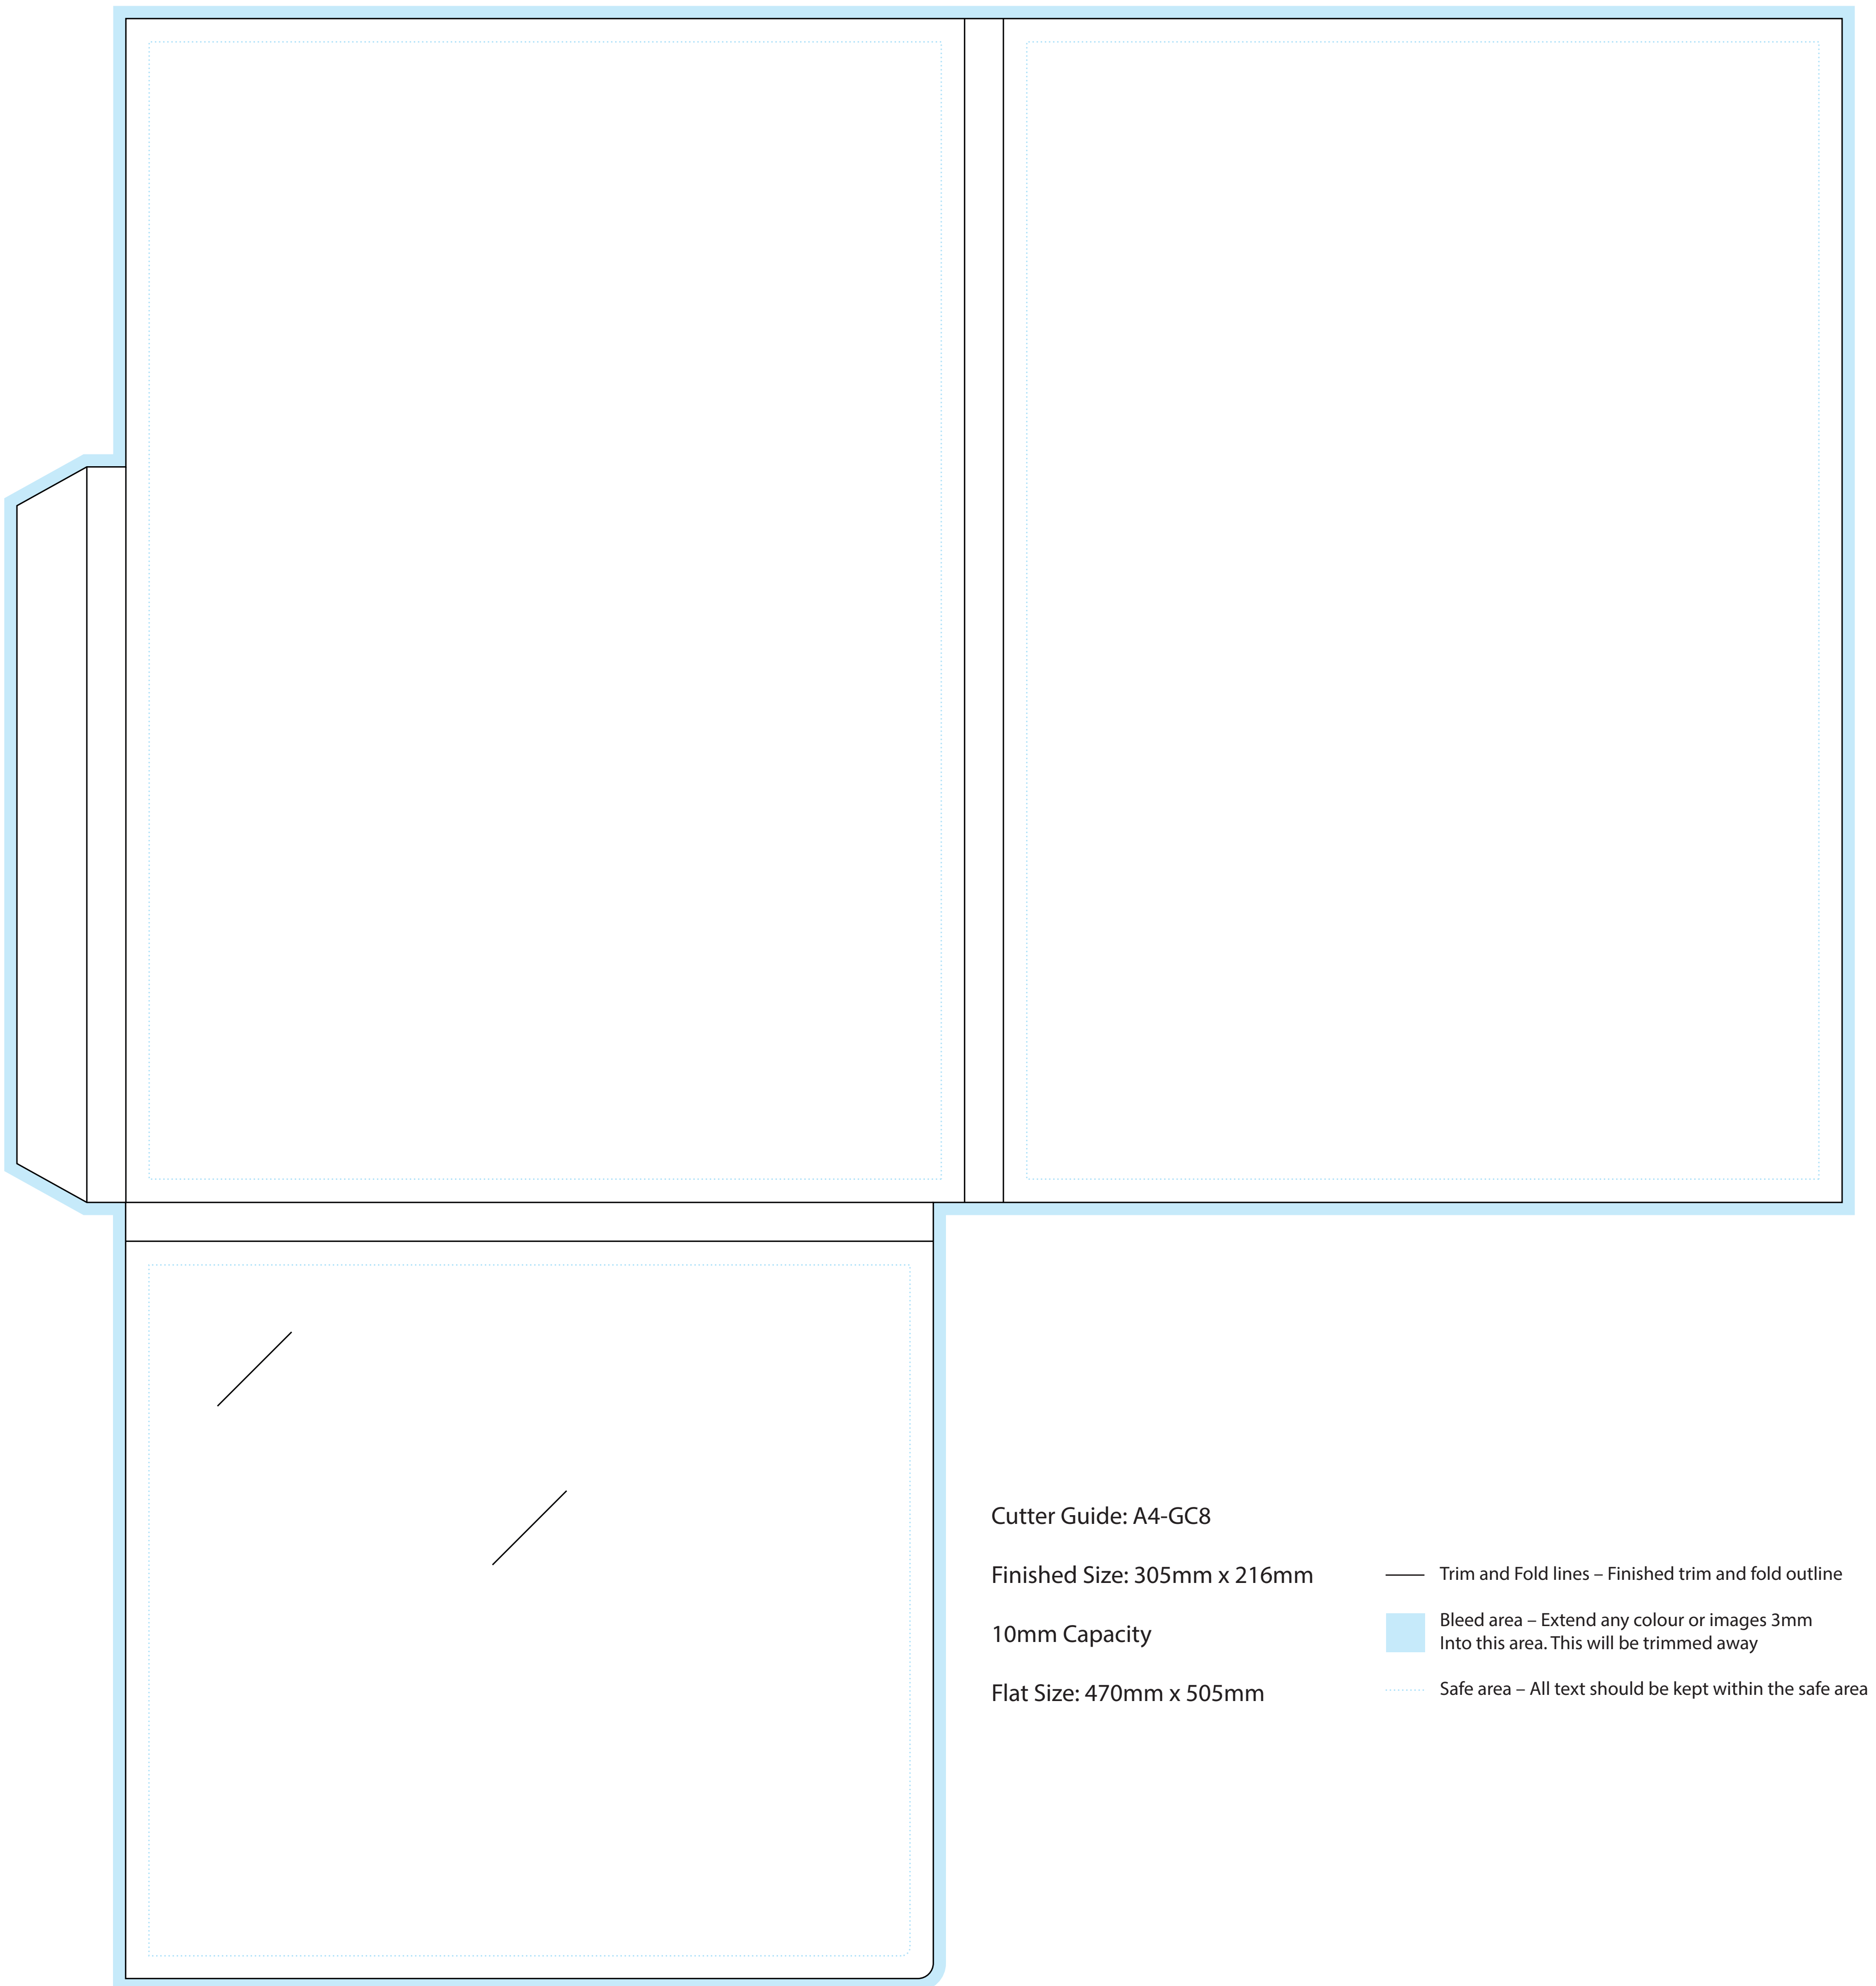 Cutter Guide: A4-GC8
Finished Size: 305mm x 216mm
10mm Capacity
Flat Size: 470mm x 505mm
Trim and Fold lines – Finished trim and fold outline
Bleed area – Extend any colour or images 3mm
Into this area. This will be trimmed away
Safe area – All text should be kept within the safe area